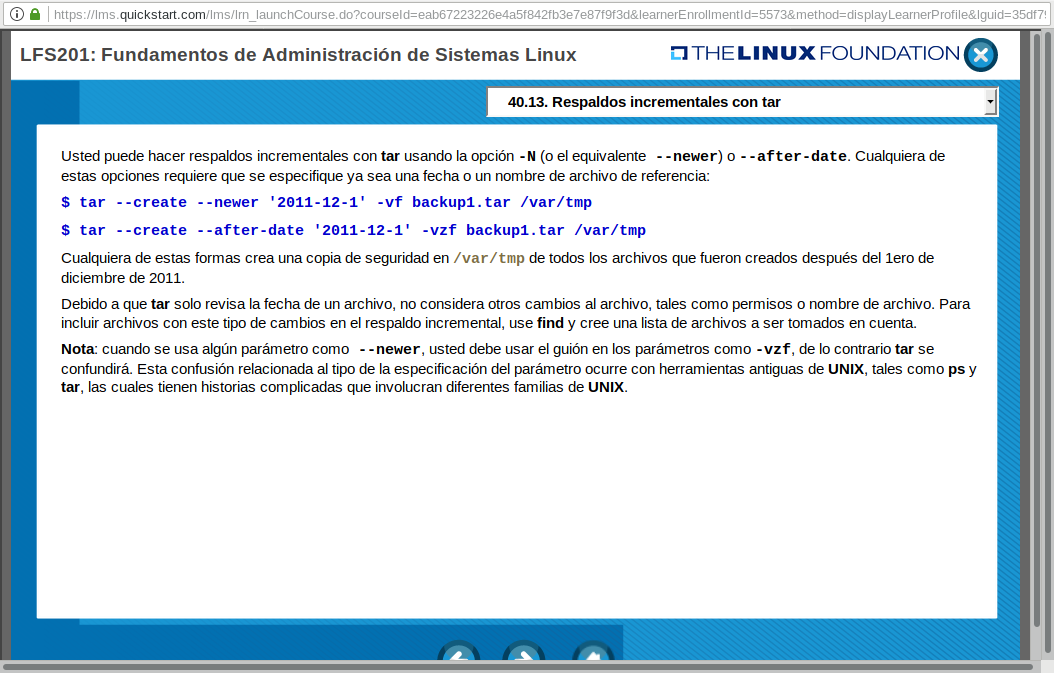 https://lms.quickstart.com/lms/lrn_launchCourse.do?courseId=eab67223226e4a5f842fb3e7e87f9f3d&learnerEnrollmentId=5573&method=displayLearnerProfile&lguid=35df79
LFS201: Fundamentos de Administración de Sistemas Linux
THE LINUX FOUNDATION
40.13. Respaldos incrementales con tar
Usted puede hacer respaldos incrementales con tar usando la opción -N (o el equivalente --newer) o --after-date. Cualquiera de
estas opciones requiere que se especifique ya sea una fecha o un nombre de archivo de referencia:
$ tar --create --newer '2011-12-1' -vf backup1.tar /var/tmp
$ tar --create --after-date '2011-12-1' -vzf backup1.tar /var/tmp
Cualquiera de estas formas crea una copia de seguridad en /var/tmp de todos los archivos que fueron creados después del 1ero de
diciembre de 2011.
Debido a que tar solo revisa la fecha de un archivo, no considera otros cambios al archivo, tales como permisos o nombre de archivo. Para
incluir archivos con este tipo de cambios en el respaldo incremental, use find y cree una lista de archivos a ser tomados en cuenta.
Nota: cuando se usa algún parámetro como --newer, usted debe usar el guión en los parámetros como -vzf, de lo contrario tar se
confundirá. Esta confusión relacionada al tipo de la especificación del parámetro ocurre con herramientas antiguas de UNIX, tales como ps y
tar, las cuales tienen historias complicadas que involucran diferentes familias de UNIX.